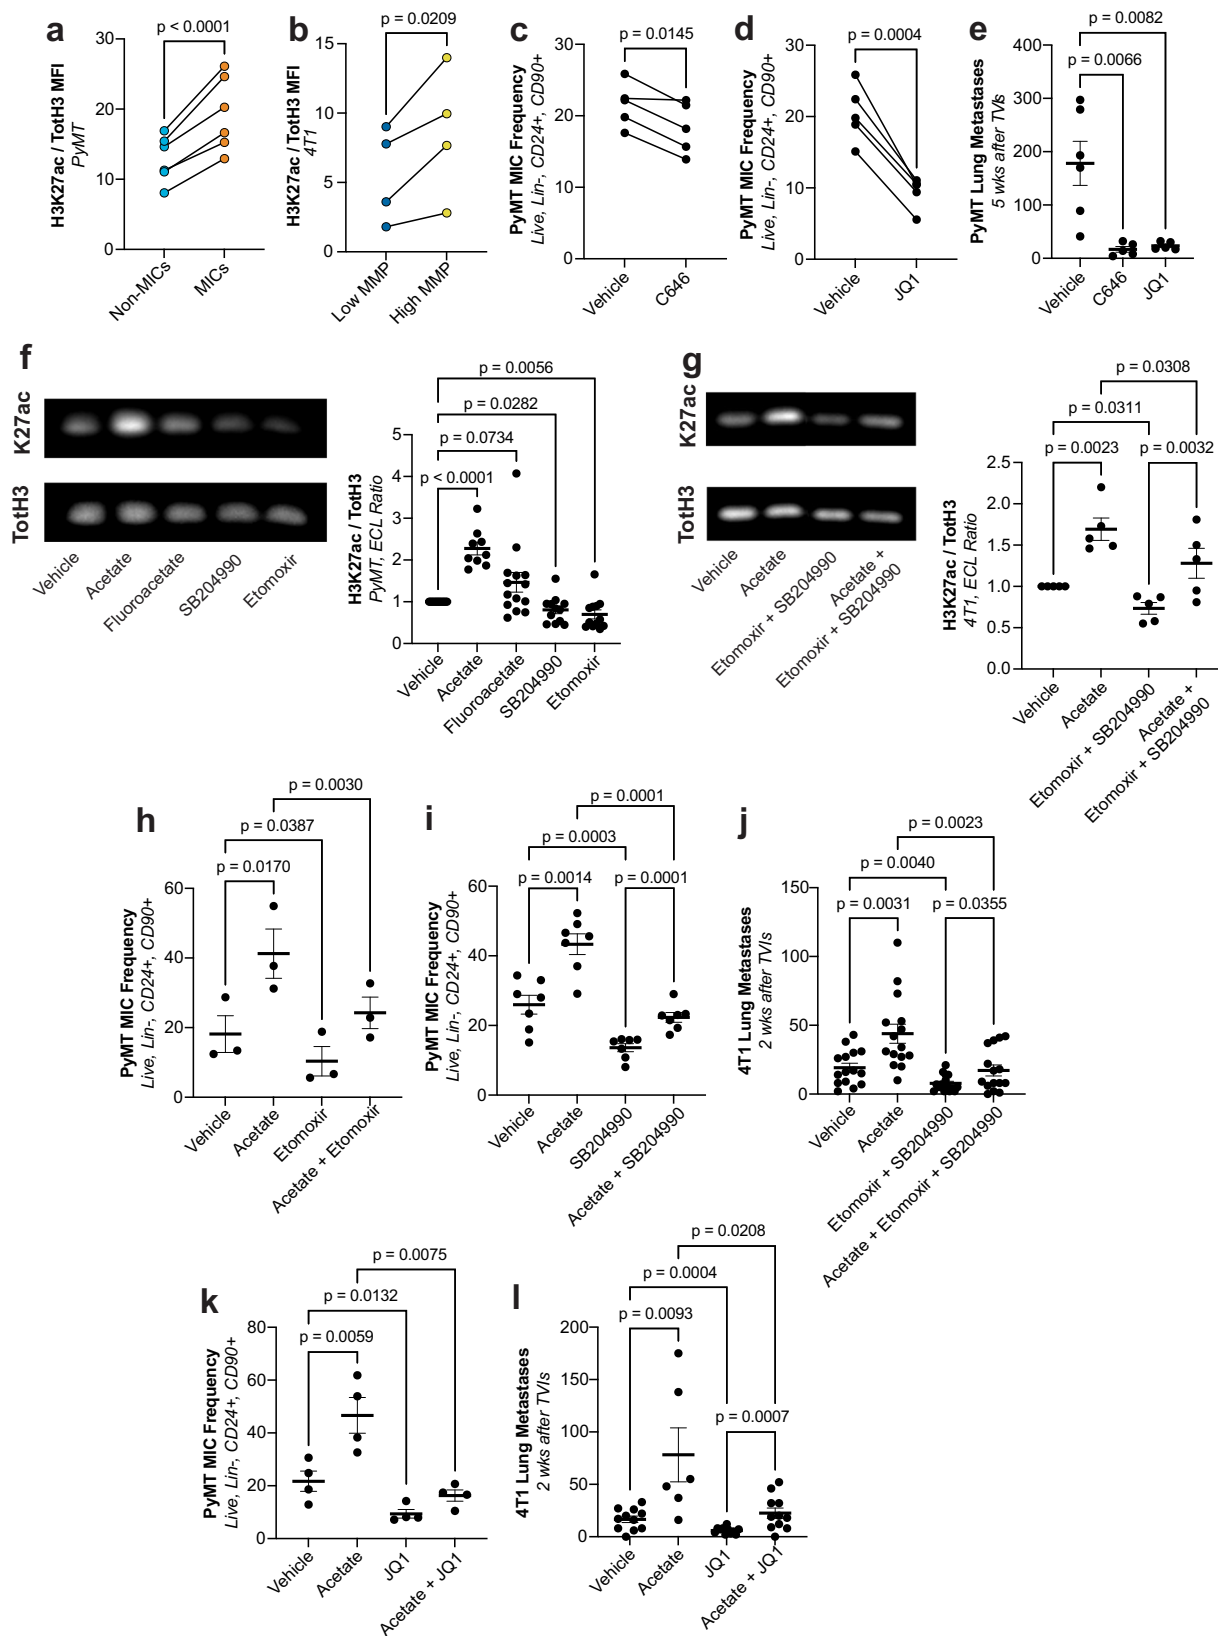 a
p < 0.0001
H3K27ac / TotH3 MFI
PyMT
30
20
10
0
Non-MICs
MICs
b
p = 0.0209
H3K27ac / TotH3 MFI
4T1
15
10
5
0
Low MMP
High MMP
c
p = 0.0145
PyMT MIC Frequency
Live, Lin-, CD24+, CD90+
30
20
10
0
Vehicle
C646
d
p = 0.0004
PyMT MIC Frequency
Live, Lin-, CD24+, CD90+
30
20
10
0
Vehicle
JQ1
e
p = 0.0082
p = 0.0066
PyMT Lung Metastases
5 wks after TVIs
400
300
200
100
0
Vehicle
C646
JQ1
f
K27ac
TotH3
Vehicle
Acetate
Fluoroacetate
SB204990
Etomoxir
p = 0.0056
p = 0.0282
p = 0.0734
p < 0.0001
H3K27ac / TotH3
PyMT, ECL Ratio
5
4
3
2
1
0
Vehicle
Acetate
Fluoroacetate
SB204990
Etomoxir
g
K27ac
TotH3
Vehicle
Acetate
Etomoxir + SB204990
Acetate +
Etomoxir + SB204990
p = 0.0308
p = 0.0311
p = 0.0023
p = 0.0032
H3K27ac / TotH3
4T1, ECL Ratio
2.5
2.0
1.5
1.0
0.5
0.0
Vehicle
Acetate
Etomoxir + SB204990
Acetate +
Etomoxir + SB204990
h
p = 0.0030
p = 0.0387
p = 0.0170
PyMT MIC Frequency
Live, Lin-, CD24+, CD90+
60
40
20
0
Vehicle
Acetate
Etomoxir
Acetate + Etomoxir
i
p = 0.0001
p = 0.0003
p = 0.0014
p = 0.0001
PyMT MIC Frequency
Live, Lin-, CD24+, CD90+
60
40
20
0
Vehicle
Acetate
SB204990
Acetate + SB204990
j
p = 0.0023
p = 0.0040
p = 0.0031
p = 0.0355
4T1 Lung Metastases
2 wks after TVIs
150
100
50
0
Vehicle
Acetate
Etomoxir + SB204990
Acetate + Etomoxir + SB204990
k
p = 0.0075
p = 0.0132
p = 0.0059
PyMT MIC Frequency
Live, Lin-, CD24+, CD90+
80
60
40
20
0
Vehicle
Acetate
JQ1
Acetate + JQ1
l
p = 0.0208
p = 0.0004
p = 0.0093
p = 0.0007
4T1 Lung Metastases
2 wks after TVIs
200
150
100
50
0
Vehicle
Acetate
JQ1
Acetate + JQ1